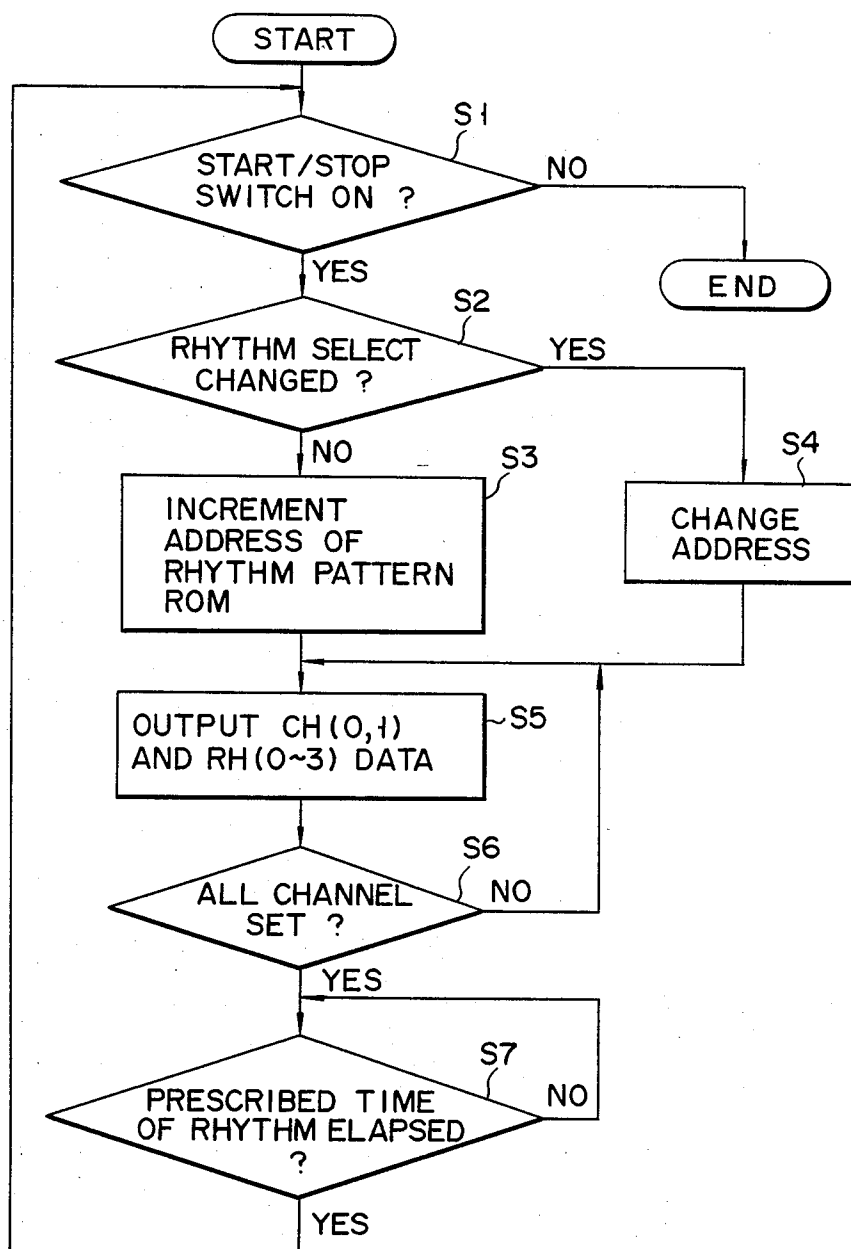 START
S1
START/STOP
SWITCH ON ?
NO
YES
END
S2
RHYTHM SELECT
CHANGED ?
YES
NO
S3
INCREMENT
ADDRESS OF
RHYTHM PATTERN
ROM
S4
CHANGE
ADDRESS
OUTPUT CH(0,1)
AND RH(0~3) DATA
S5
S6
ALL CHANNEL
SET ?
NO
YES
S7
PRESCRIBED TIME
OF RHYTHM ELAPSED
?
NO
YES